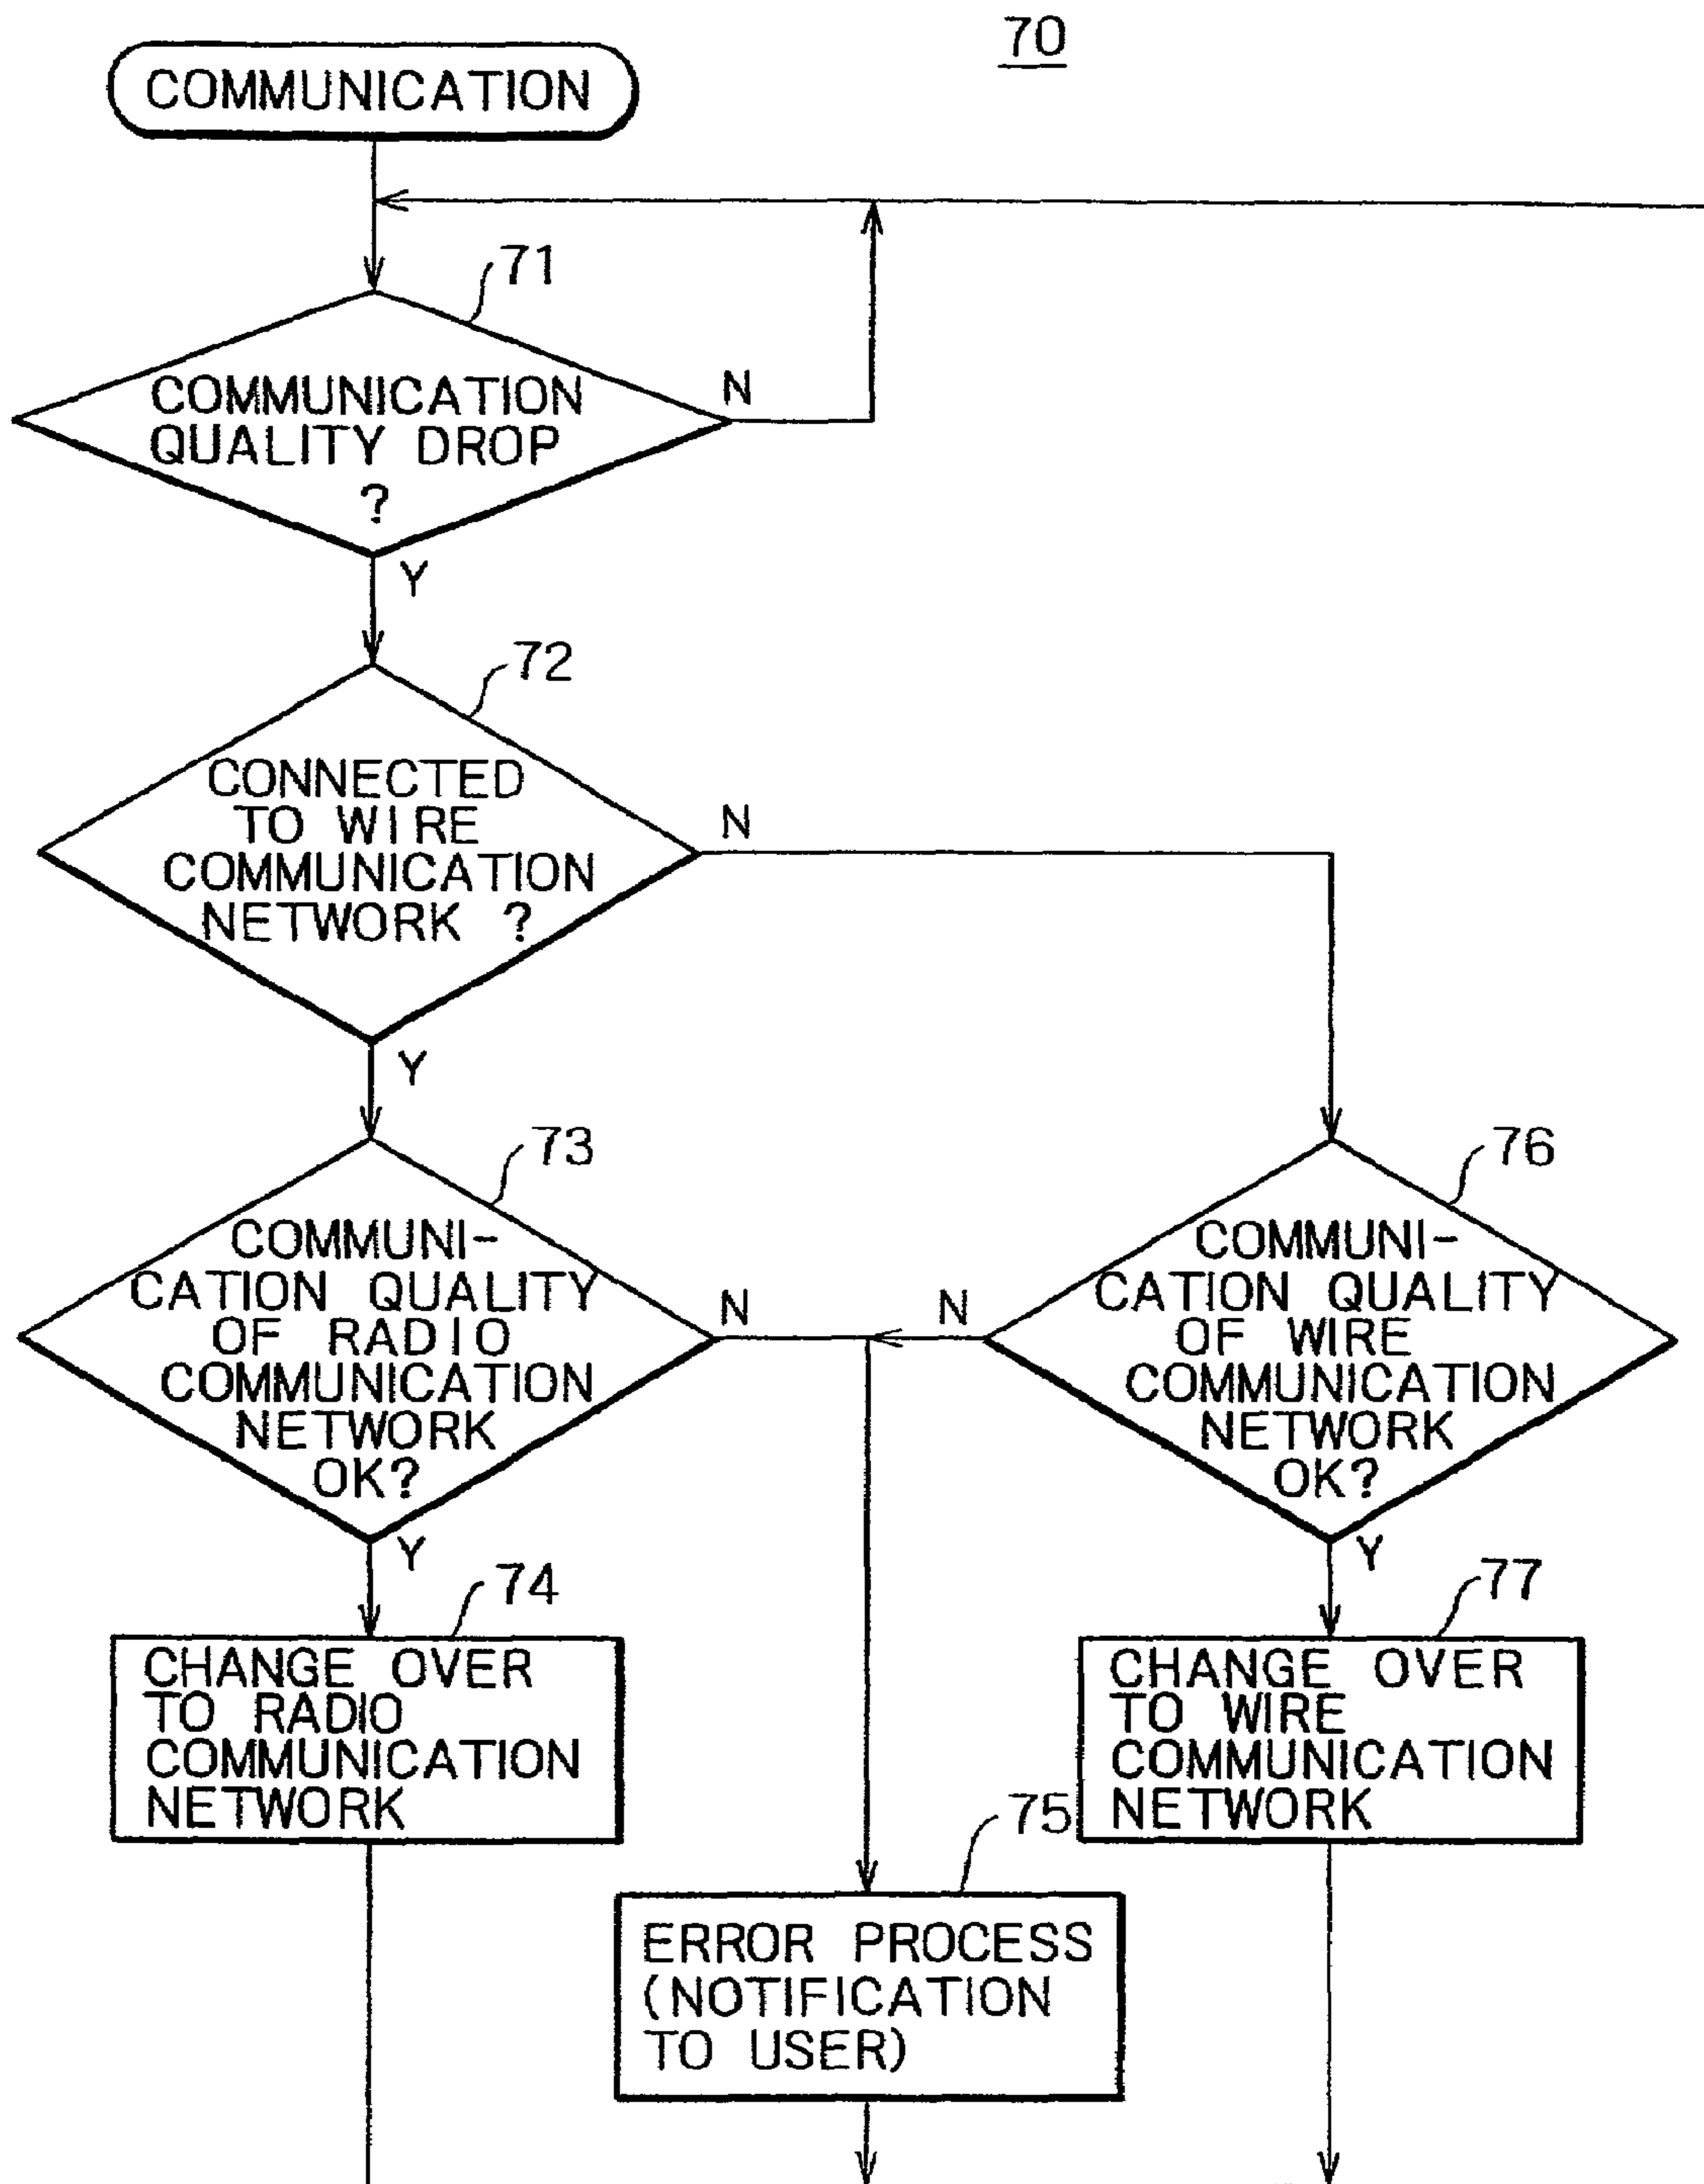 70
COMMUNICATION
71
COMMUNICATION
QUALITY DROP
?
N
Y
72
CONNECTED
TO WIRE
COMMUNICATION
NETWORK ?
N
Y
73
COMMUNI-
CATION QUALITY
OF RADIO
COMMUNICATION
NETWORK
OK?
N
Y
76
COMMUNI-
CATION QUALITY
OF WIRE
COMMUNICATION
NETWORK
OK?
N
Y
74
CHANGE OVER
TO RADIO
COMMUNICATION
NETWORK
77
CHANGE OVER
TO WIRE
COMMUNICATION
NETWORK
75
ERROR PROCESS
(NOTIFICATION
TO USER)